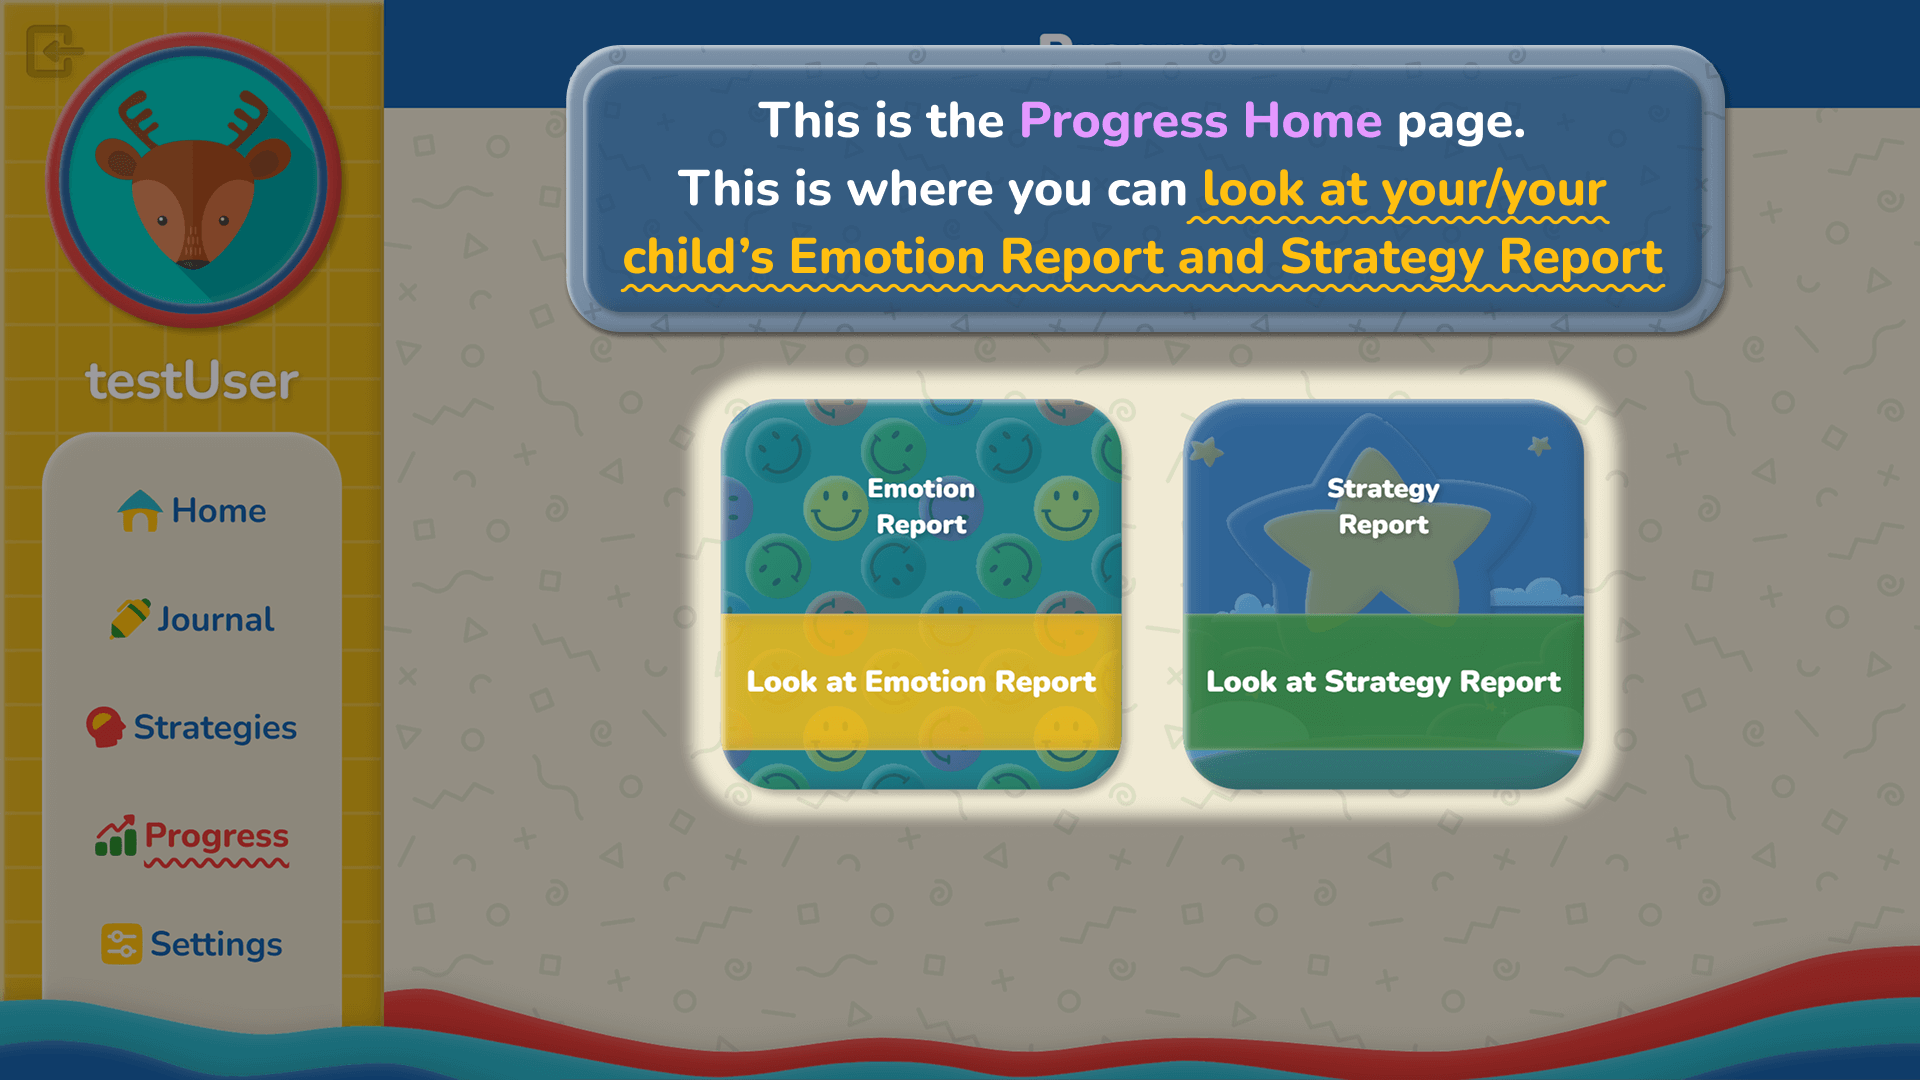 This is the Progress Home page.
This is where you can look at your/your
child's Emotion Report and Strategy Report
testUser
Home
Journal
Strategies
Progress
Settings
Emotion
Report
Look at Emotion Report
Strategy
Report
Look at Strategy Report